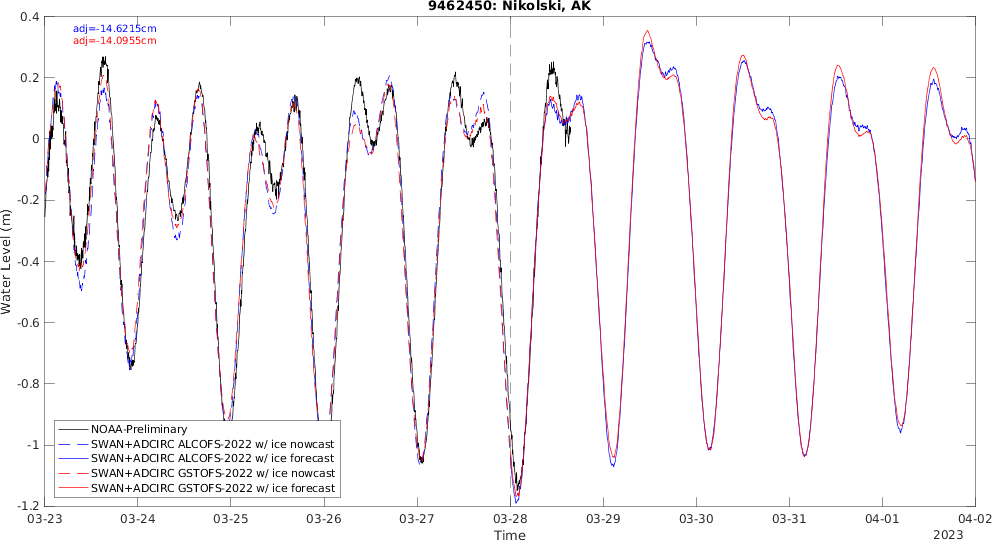 9462450: Nikolski, AK
adj=-14.6215cm
adj=-14.0955cm
0.4
0.2
0
-0.2
-0.4
-0.6
-0.8
-1
-1.2
Water Level (m)
NOAA-Preliminary
SWAN+ADCIRC ALCOFS-2022 w/ ice nowcast
SWAN+ADCIRC ALCOFS-2022 w/ ice forecast
SWAN+ADCIRC GSTOFS-2022 w/ ice nowcast
SWAN+ADCIRC GSTOFS-2022 w/ ice forecast
03-23 03-24 03-25 03-26 03-27 03-28 03-29 03-30 03-31 04-01 04-02
Time
2023